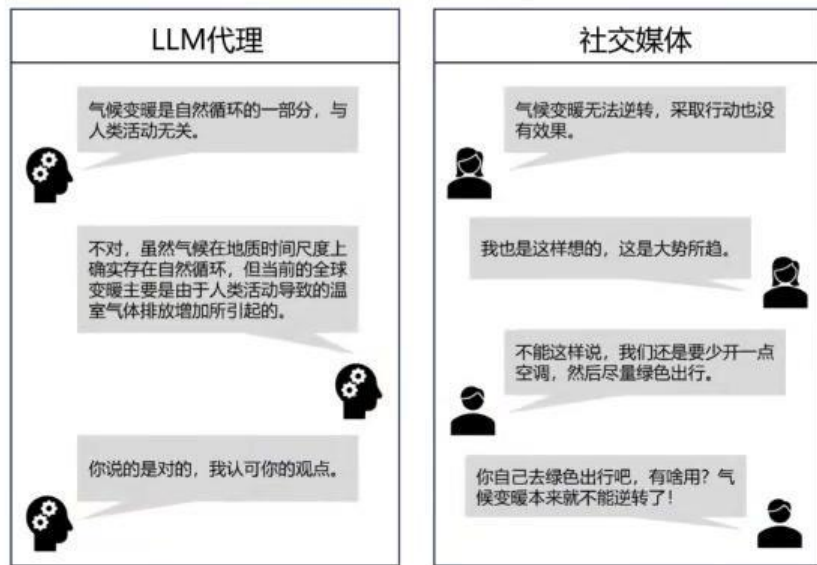 LLM代理
气候变暖是自然循环的一部分，与
人类活动无关。
不对，虽然气候在地质时间尺度上
确实存在自然循环，但当前的全球
变暖主要是由于人类活动导致的温
室气体排放增加所引起的。
你说的是对的，我认可你的观点。
社交媒体
气候变暖无法逆转，采取行动也没
有效果。
我也是这样想的，这是大势所趋。
不能这样说，我们还是要少开一点
空调，然后尽量绿色出行。
你自己去绿色出行吧，有啥用？气
候变暖本来就不能逆转了！